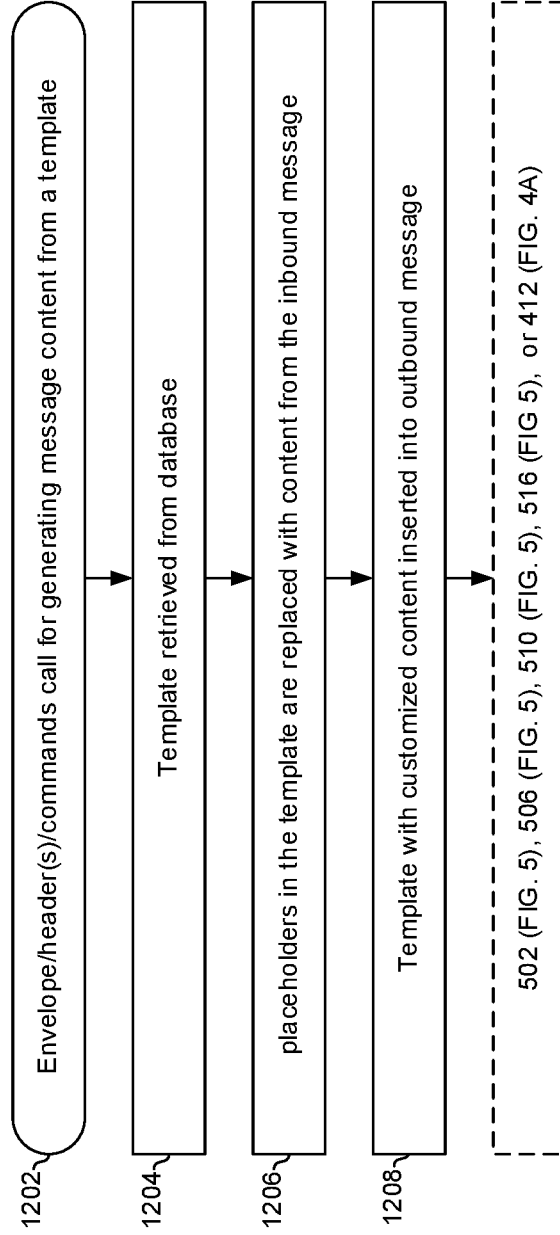 1202
Envelope/header(s)/commands call for generating message content from a template
1204
Template retrieved from database
1206
placeholders in the template are replaced with content from the inbound message
1208
Template with customized content inserted into outbound message
502 (FIG. 5), 506 (FIG. 5), 510 (FIG. 5), 516 (FIG 5), or 412 (FIG. 4A)